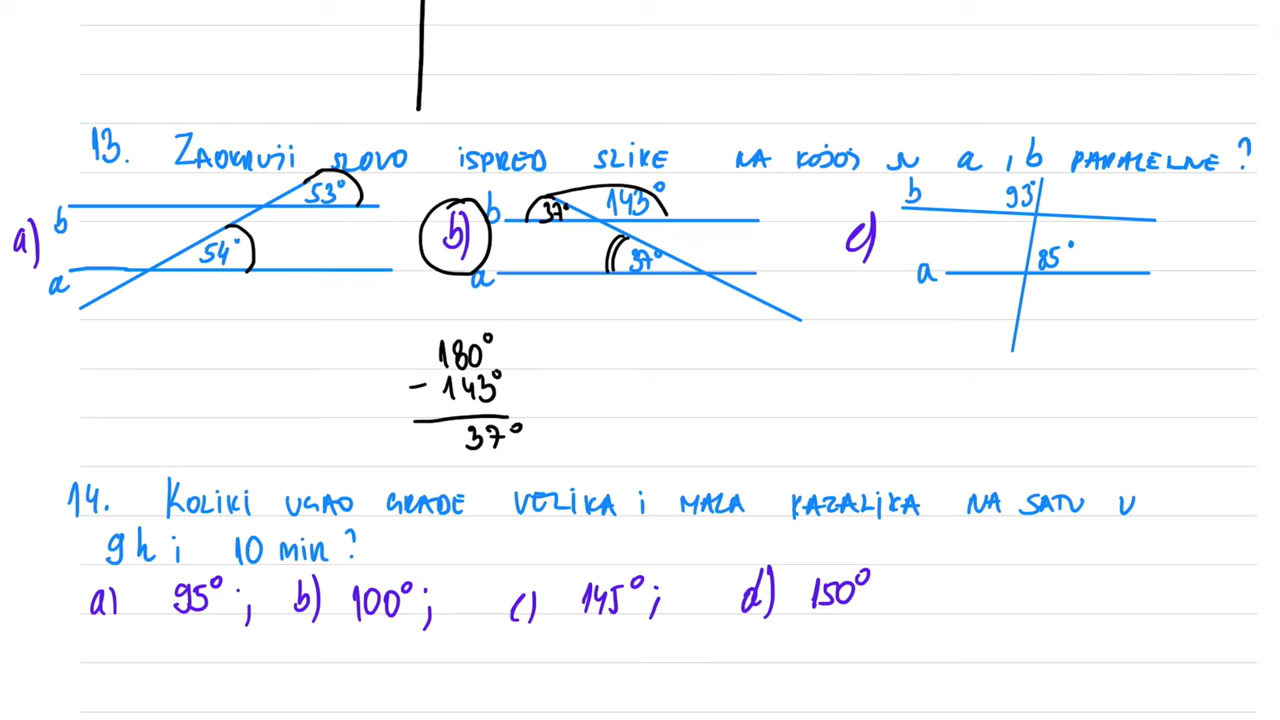 13. ZAOKRUŽI SLOVO ISPRED SLIKE NA KOJOJ SU a i b PARALELNE?
a) b 53° 54° a
b) b 37° 143° 37° a
c) b 93° 85° a
180°
- 143°
37°
14. KOLIKI UGAO GRADE VELIKA i MALA KAZALJKA NA SATU U
9h i 10 min?
a) 95°; b) 100°; c) 145°; d) 150°